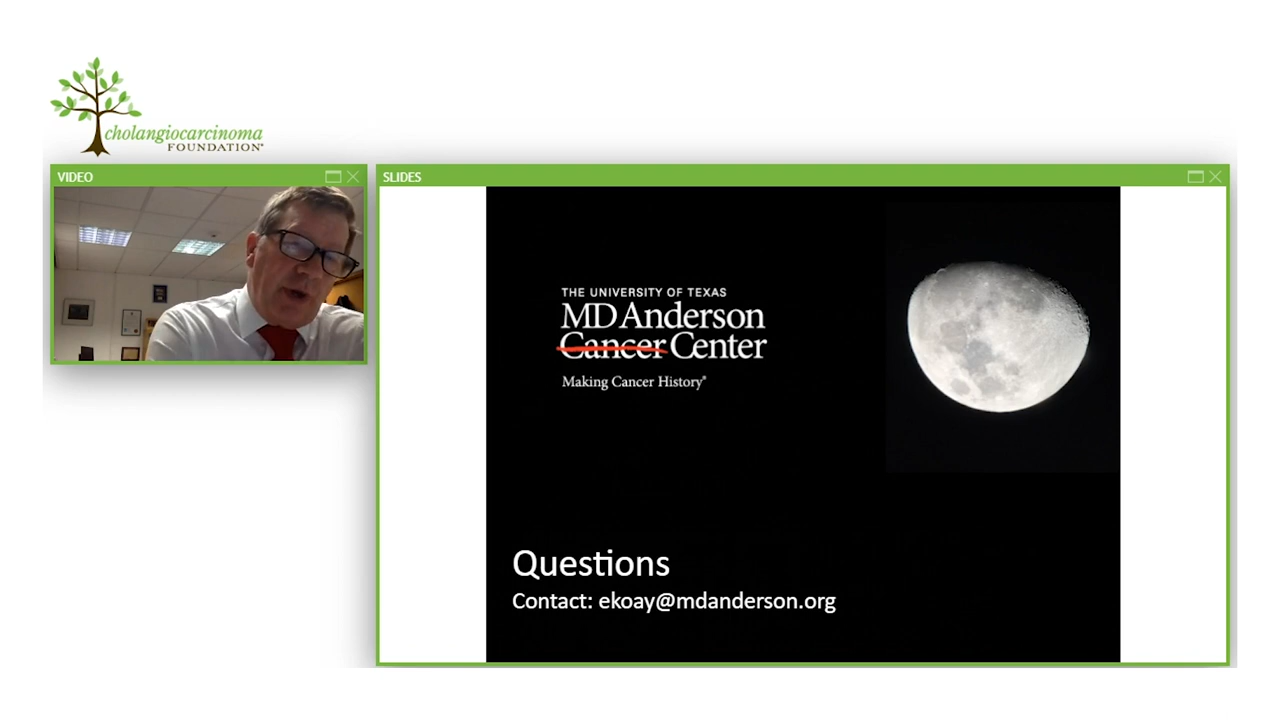 cholangiocarcinoma
FOUNDATION®
VIDEO
SLIDES
THE UNIVERSITY OF TEXAS
MD Anderson
Cancer Center
Making Cancer History®
Questions
Contact: ekoay@mdanderson.org